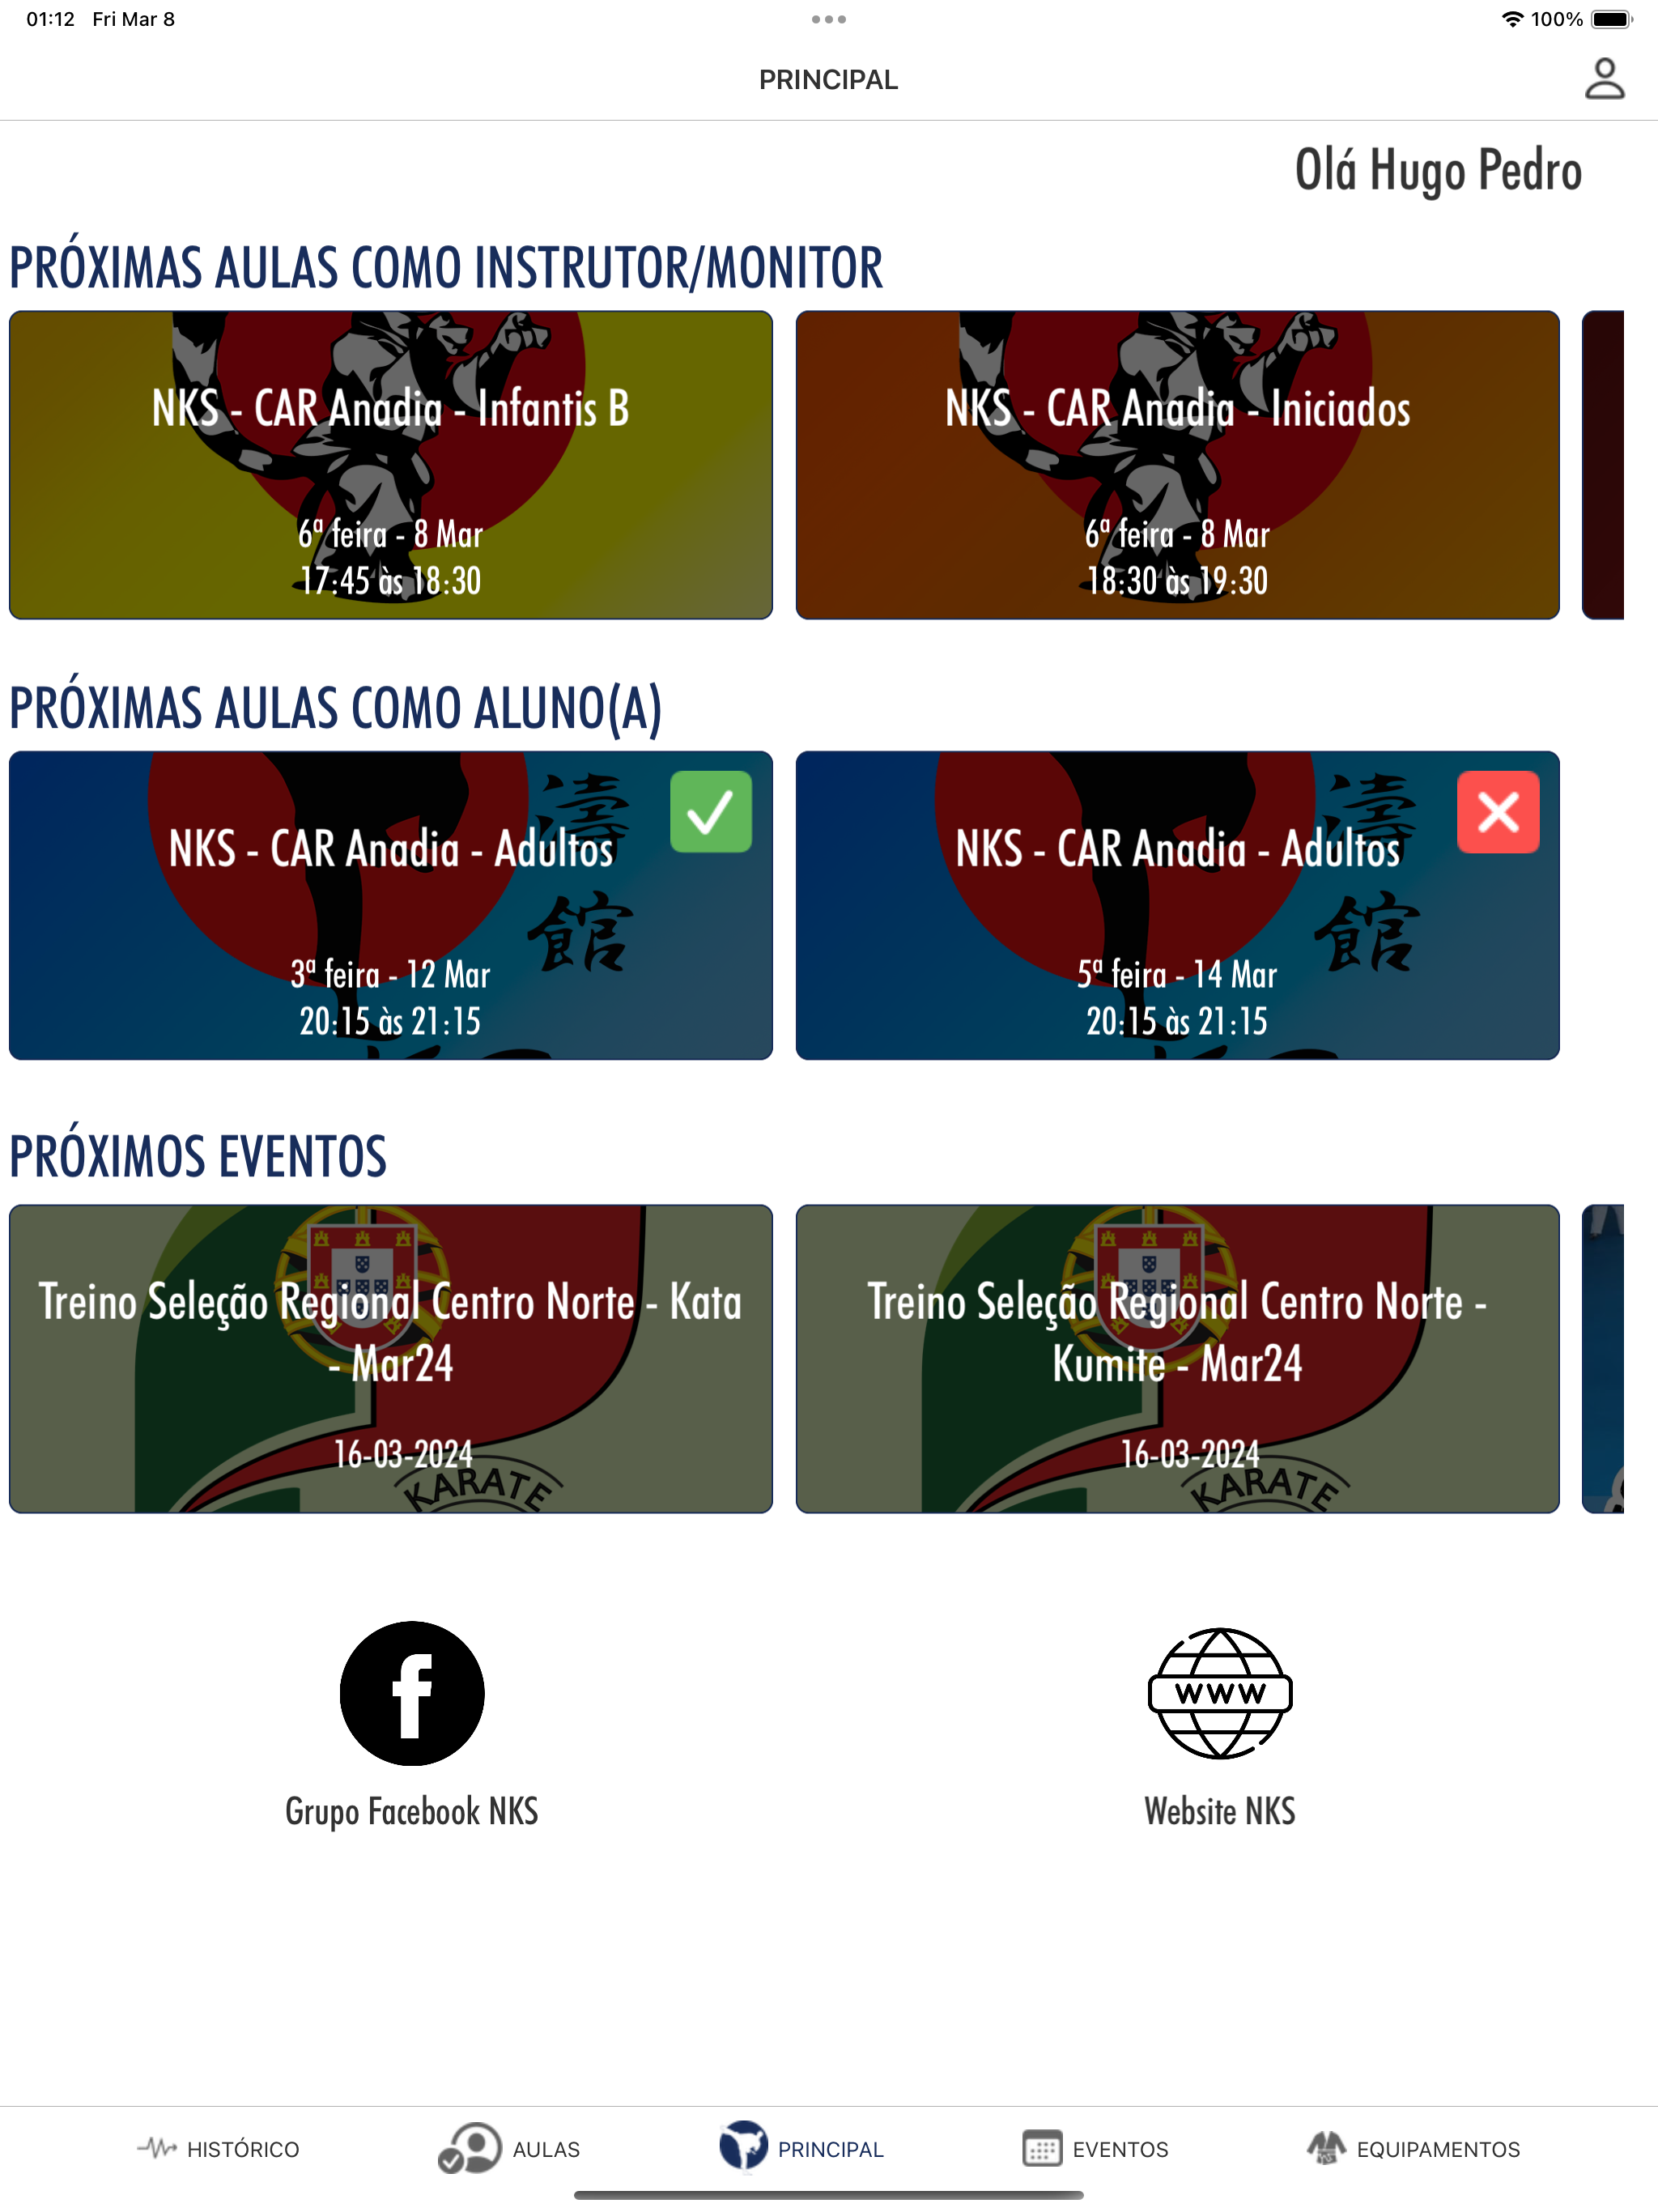 01:12 Fri Mar 8
100%
PRINCIPAL
Olá Hugo Pedro
PRÓXIMAS AULAS COMO INSTRUTOR/MONITOR
NKS - CAR Anadia - Infantis B
6ª feira - 8 Mar
17:45 às 18:30
NKS - CAR Anadia - Iniciados
6ª feira - 8 Mar
18:30 às 19:30
PRÓXIMAS AULAS COMO ALUNO(A)
NKS - CAR Anadia - Adultos
濤
館
3ª feira - 12 Mar
20:15 às 21:15
NKS - CAR Anadia - Adultos
濤
館
5ª feira - 14 Mar
20:15 às 21:15
PRÓXIMOS EVENTOS
Treino Seleção Regional Centro Norte - Kata
- Mar24
16-03-2024
KARATE
Treino Seleção Regional Centro Norte -
Kumite - Mar24
16-03-2024
KARATE
f
Grupo Facebook NKS
WWW
Website NKS
HISTÓRICO
AULAS
PRINCIPAL
EVENTOS
EQUIPAMENTOS